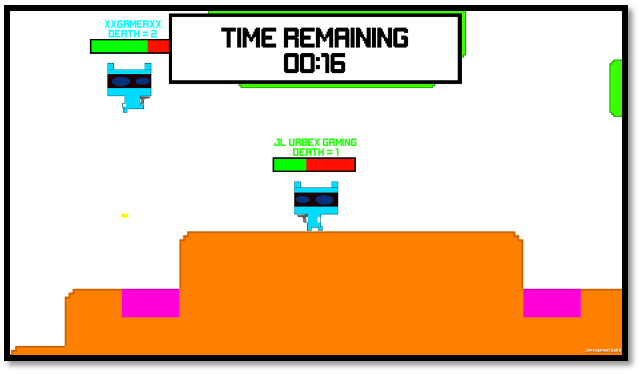 XXGAMERXX
DEATH = 2
TIME REMAINING
00:16
JL URBEX GAMING
DEATH = 1
Development Build